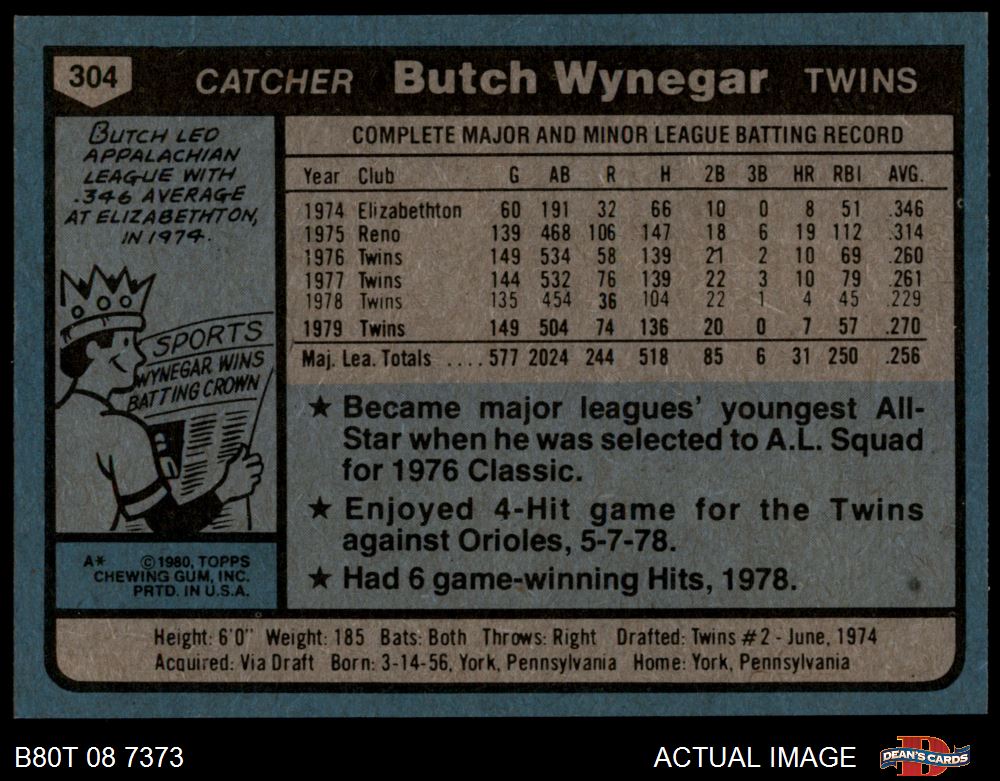 304 CATCHER Butch Wynegar TWINS
BUTCH LED
APPALACHIAN
LEAGUE WITH
.346 AVERAGE
AT ELIZABETHTON,
IN 1974.
SPORTS
WYNEGAR WINS
BATTING CROWN
A* ©1980, TOPPS
CHEWING GUM, INC.
PRTD. IN U.S.A.
COMPLETE MAJOR AND MINOR LEAGUE BATTING RECORD
Year Club G AB R H 2B 3B HR RBI AVG.
1974 Elizabethton 60 191 32 66 10 0 8 51 .346
1975 Reno 139 468 106 147 18 6 19 112 .314
1976 Twins 149 534 58 139 21 2 10 69 .260
1977 Twins 144 532 76 139 22 3 10 79 .261
1978 Twins 135 454 36 104 22 1 4 45 .229
1979 Twins 149 504 74 136 20 0 7 57 .270
Maj. Lea. Totals .... 577 2024 244 518 85 6 31 250 .256
★ Became major leagues' youngest All-
Star when he was selected to A.L. Squad
for 1976 Classic.
★ Enjoyed 4-Hit game for the Twins
against Orioles, 5-7-78.
★ Had 6 game-winning Hits, 1978.
Height: 6'0" Weight: 185 Bats: Both Throws: Right Drafted: Twins #2 - June, 1974
Acquired: Via Draft Born: 3-14-56, York, Pennsylvania Home: York, Pennsylvania
B80T 08 7373 ACTUAL IMAGE DEAN'S CARDS